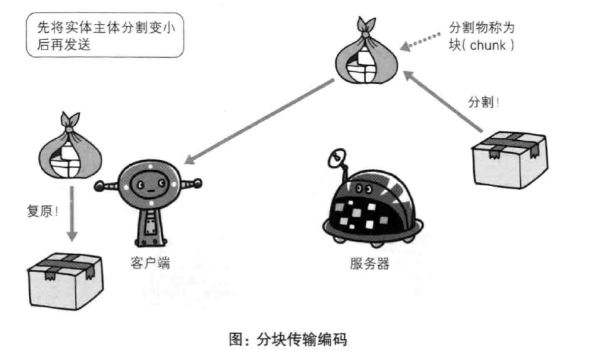 先将实体主体分割变小
后再发送
分割物称为
块( chunk )
分割!
复原!
客户端
服务器
图: 分块传输编码